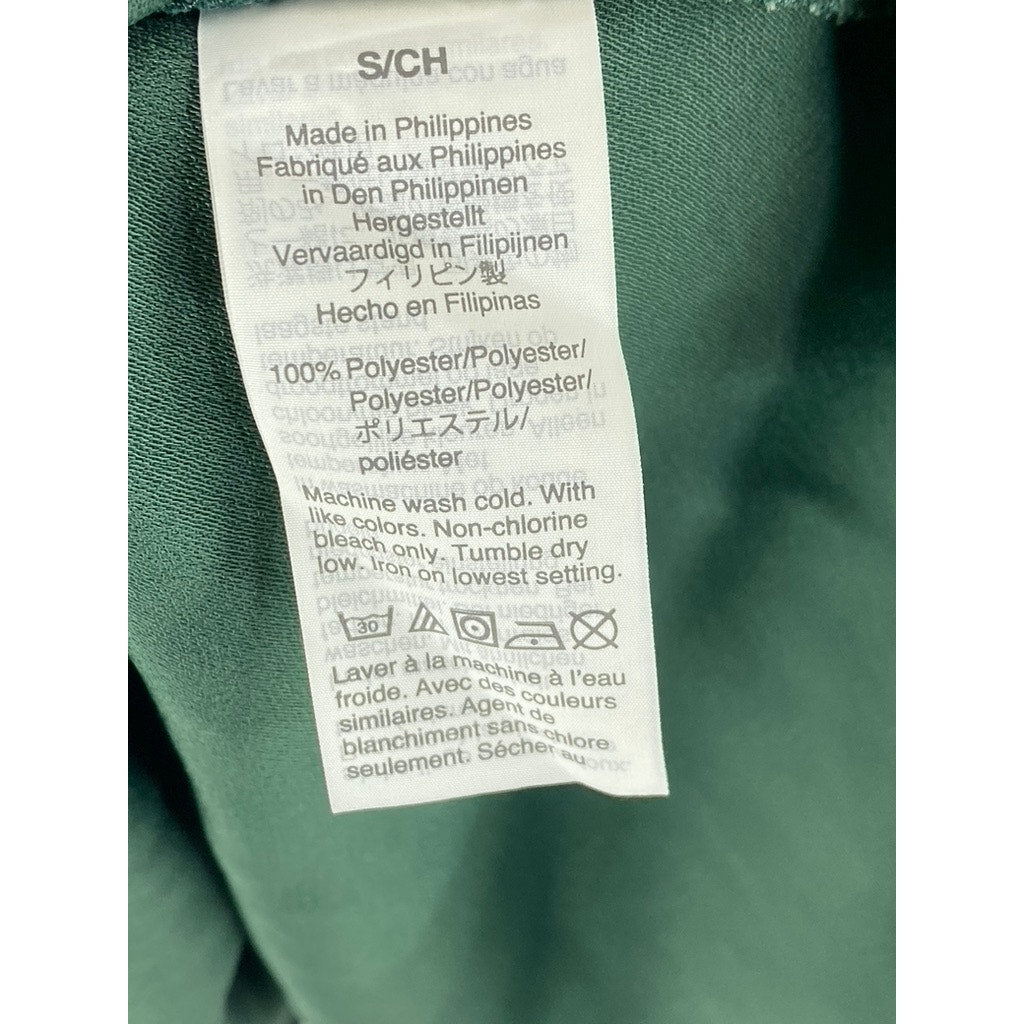 S/CH
Made in Philippines
Fabriqué aux Philippines
in Den Philippinen
Hergestellt
Vervaardigd in Filipijnen
フィリピン製
Hecho en Filipinas
100% Polyester/Polyester/
Polyester/Polyester/
ポリエステル/
poliéster
Machine wash cold. With
like colors. Non-chlorine
bleach only. Tumble dry
low. Iron on lowest setting.
30
Laver à la machine à l'eau
froide. Avec des couleurs
similaires. Agent de
blanchiment sans chlore
seulement. Sécher au